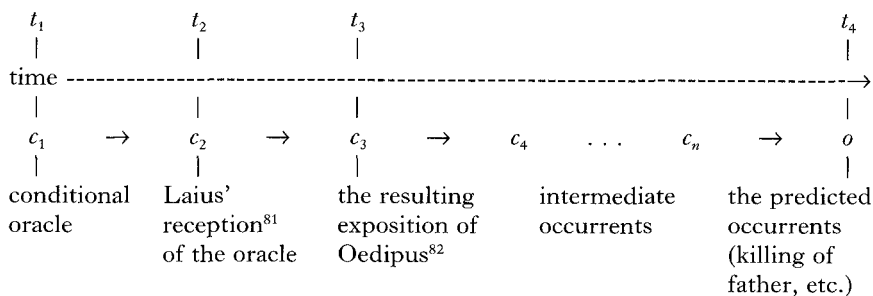 t₁ t₂ t₃ t₄
time
c₁ → c₂ → c₃ → c₄ . . . cₙ → o
conditional Laius’ the resulting intermediate the predicted
oracle reception⁸¹ exposition of occurrents occurrents
of the oracle Oedipus⁸² (killing of
father, etc.)